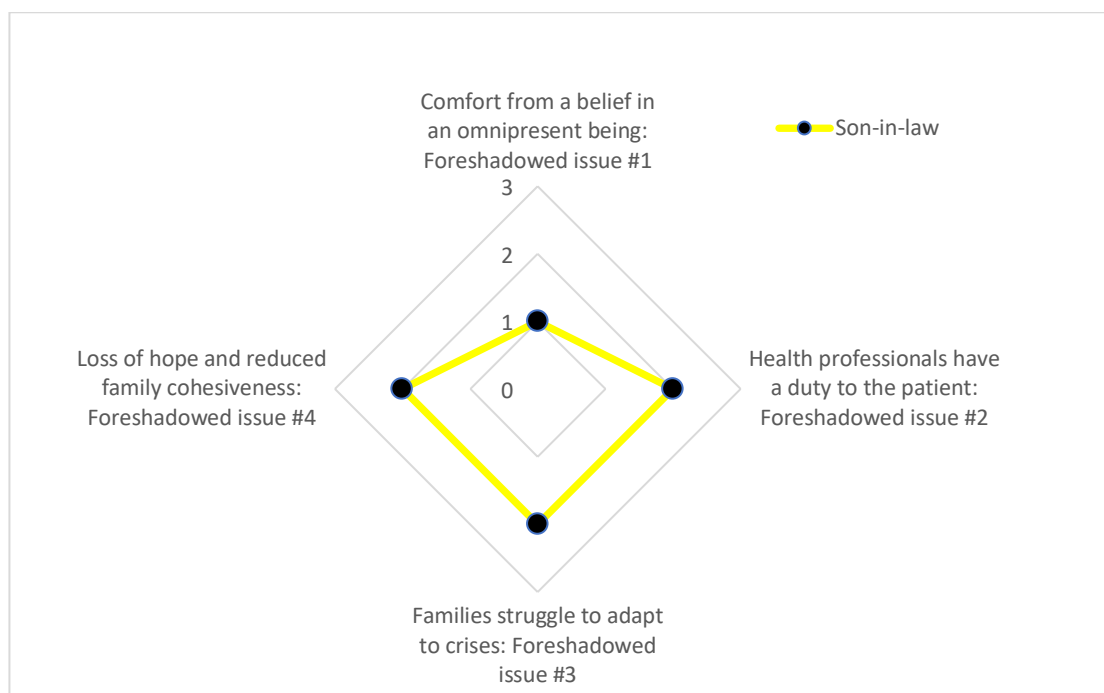 Comfort from a belief in
an omnipresent being:
Foreshadowed issue #1
Son-in-law
3
2
1
0
Loss of hope and reduced
family cohesiveness:
Foreshadowed issue #4
Health professionals have
a duty to the patient:
Foreshadowed issue #2
Families struggle to adapt
to crises: Foreshadowed
issue #3